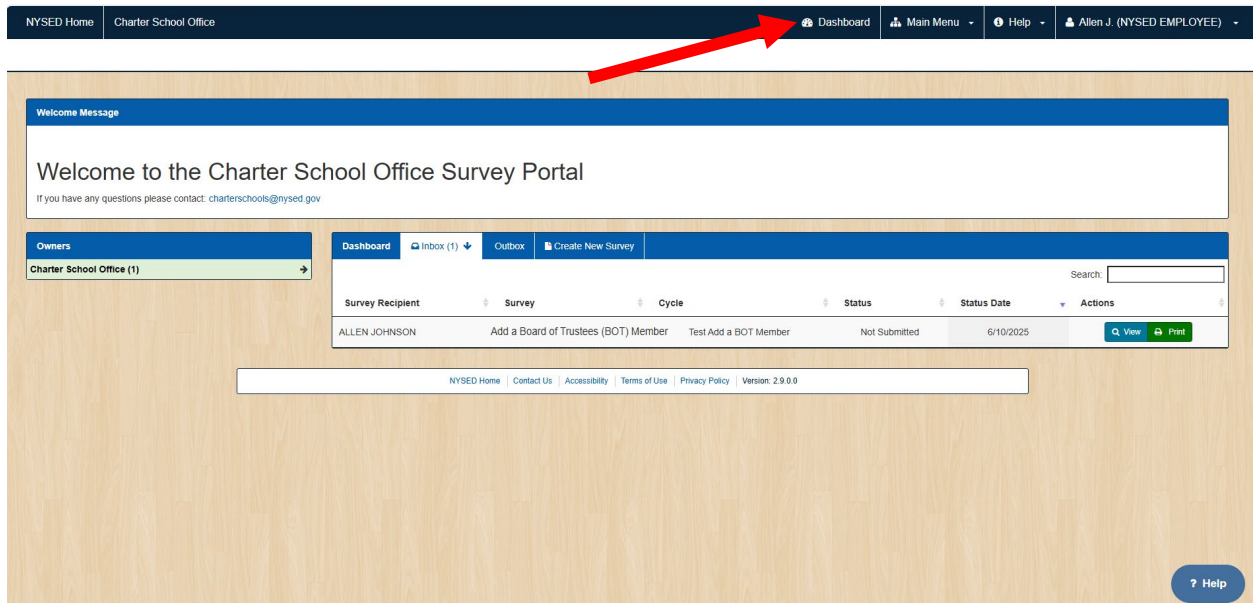 NYSED Home Charter School Office Dashboard Main Menu Help Allen J. (NYSED EMPLOYEE)
Welcome Message
Welcome to the Charter School Office Survey Portal
If you have any questions please contact: charterschools@nysed.gov
Owners
Charter School Office (1)
Dashboard Inbox (1) Outbox Create New Survey
Search:
Survey Recipient Survey Cycle Status Status Date Actions
ALLEN JOHNSON Add a Board of Trustees (BOT) Member Test Add a BOT Member Not Submitted 6/10/2025 View Print
NYSED Home Contact Us Accessibility Terms of Use Privacy Policy Version: 2.9.0.0
? Help